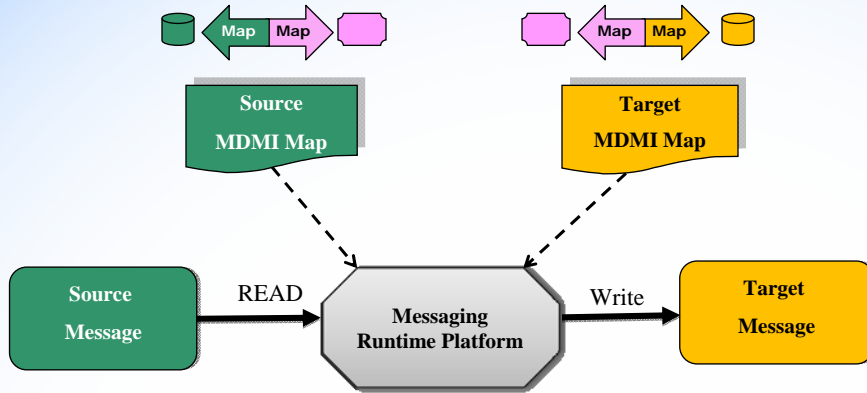 Map Map
Map Map
Source
MDMI Map
Target
MDMI Map
Source
Message
READ
Messaging
Runtime Platform
Write
Target
Message